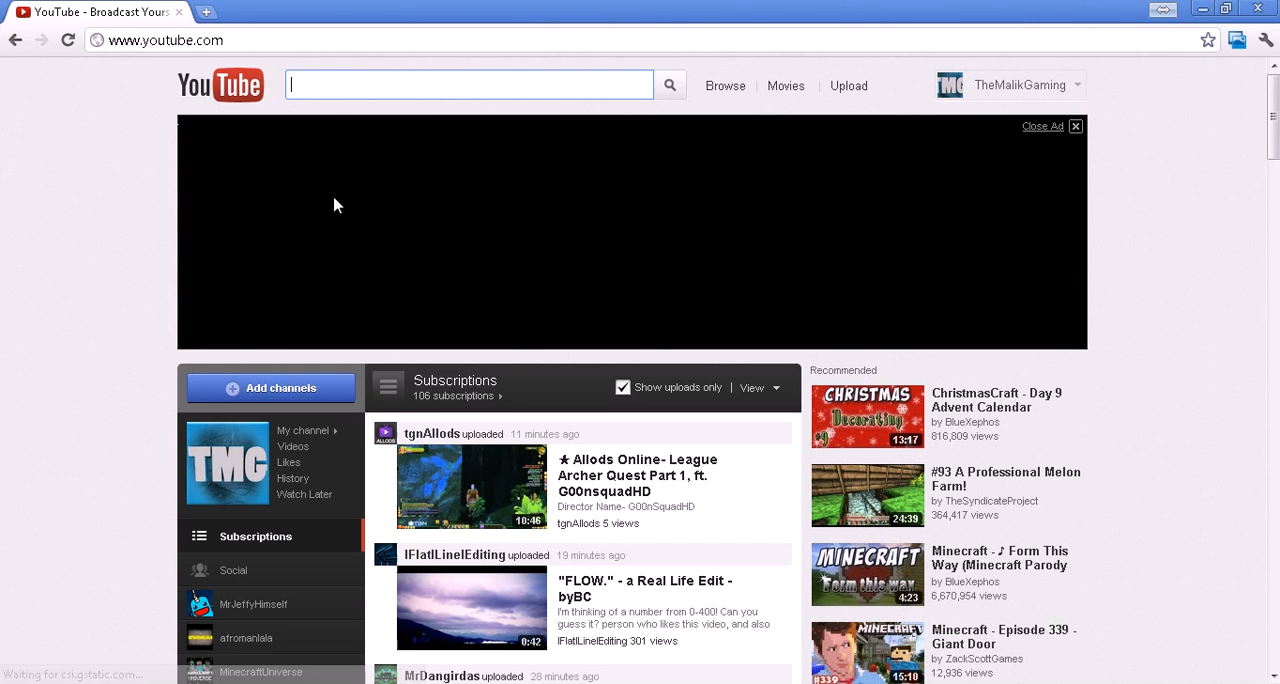 YouTube - Broadcast Yours
www.youtube.com
YouTube
Browse
Movies
Upload
TMC
TheMalikGaming
Close Ad
Add channels
TMC
My channel
Videos
Likes
History
Watch Later
Subscriptions
Social
MrJeffyHimself
afromanlala
MinecraftUniverse
Subscriptions
106 subscriptions
Show uploads only
View
ALLODS
tgnAllods uploaded 11 minutes ago
10:46
★ Allods Online- League
Archer Quest Part 1, ft.
G00nsquadHD
Director Name- G00nSquadHD
tgnAllods 5 views
IFlatlLinelEditing uploaded 19 minutes ago
0:42
"FLOW." - a Real Life Edit -
byBC
I'm thinking of a number from 0-400! Can you
guess it? person who likes this video, and also
IFlatlLinelEditing 301 views
MrDangirdas uploaded 28 minutes ago
Recommended
CHRISTMAS
Decorating
#9
13:17
ChristmasCraft - Day 9
Advent Calendar
by BlueXephos
816,809 views
24:39
#93 A Professional Melon
Farm!
by TheSyndicateProject
364,417 views
MINECRAFT
Form this way
4:23
Minecraft - ♪ Form This
Way (Minecraft Parody
by BlueXephos
6,670,954 views
MINECRAFT
#339
15:10
Minecraft - Episode 339 -
Giant Door
by ZackScottGames
12,936 views
Waiting for csi.gstatic.com...